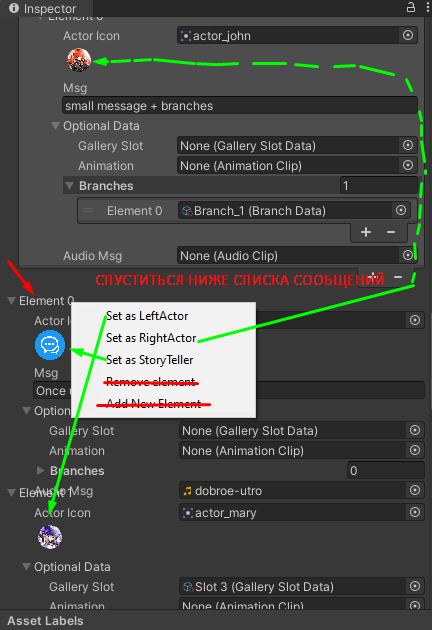 Inspector
Element 0
Actor Icon
actor_john
Msg
small message + branches
Optional Data
Gallery Slot
None (Gallery Slot Data)
Animation
None (Animation Clip)
Branches
1
Element 0
Branch_1 (Branch Data)
+ −
Audio Msg
None (Audio Clip)
+ −
СПУСТИТЬСЯ НИЖЕ СПИСКА СООБЩЕНИЙ
Element 0
Set as LeftActor
Set as RightActor
Set as StoryTeller
Remove element
Add New Element
Msg
Once
Gallery Slot
None (Gallery Slot Data)
Animation
None (Animation Clip)
Branches
0
Audio Msg
dobroe-utro
Element 1
Actor Icon
actor_mary
Optional Data
Gallery Slot
Slot 3 (Gallery Slot Data)
Animation
None (Animation Clip)
Asset Labels